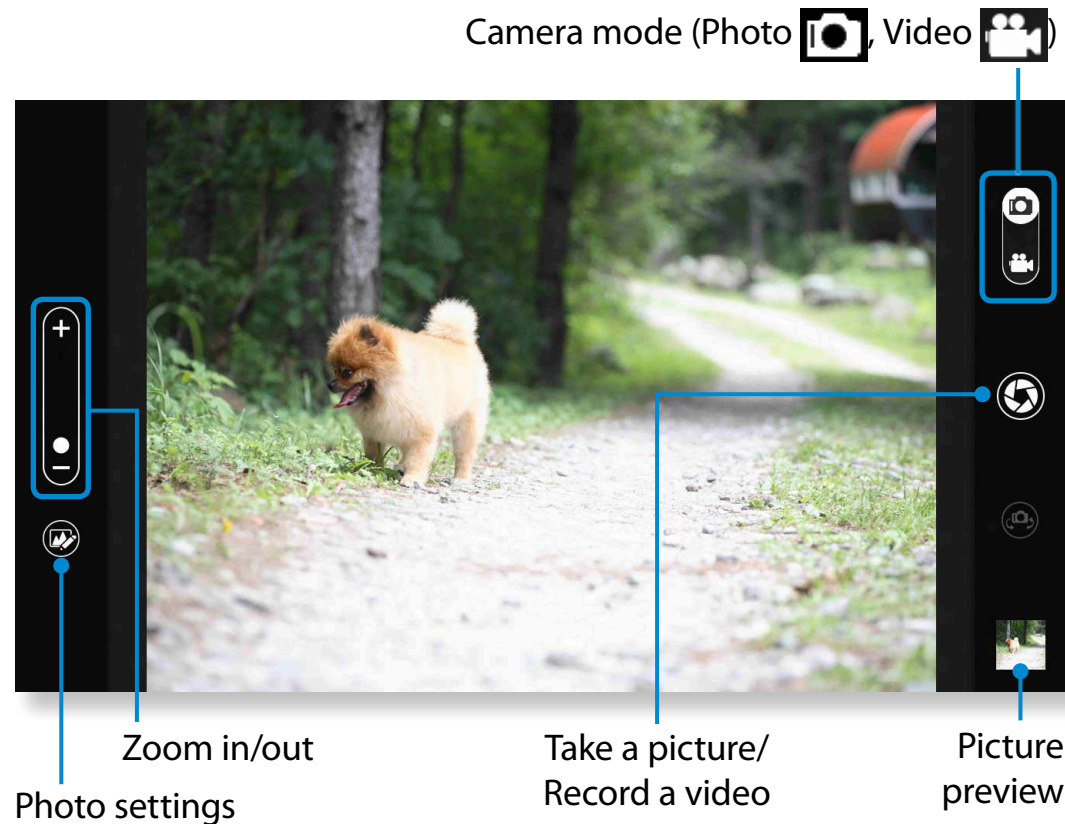 Camera mode (Photo , Video )
Zoom in/out
Take a picture/
Record a video
Picture
preview
Photo settings